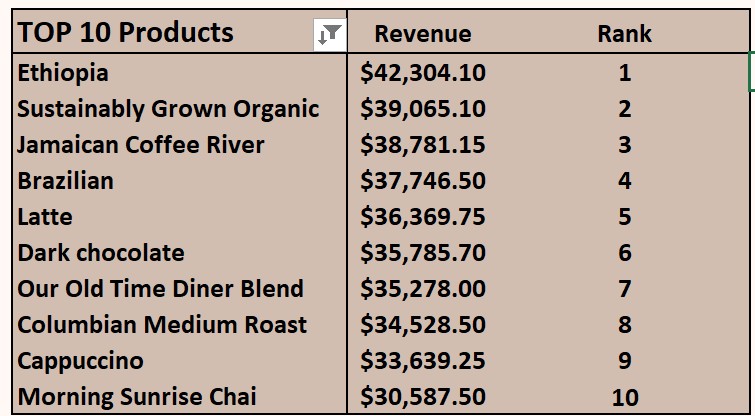 TOP 10 Products Revenue Rank
Ethiopia $42,304.10 1
Sustainably Grown Organic $39,065.10 2
Jamaican Coffee River $38,781.15 3
Brazilian $37,746.50 4
Latte $36,369.75 5
Dark chocolate $35,785.70 6
Our Old Time Diner Blend $35,278.00 7
Columbian Medium Roast $34,528.50 8
Cappuccino $33,639.25 9
Morning Sunrise Chai $30,587.50 10